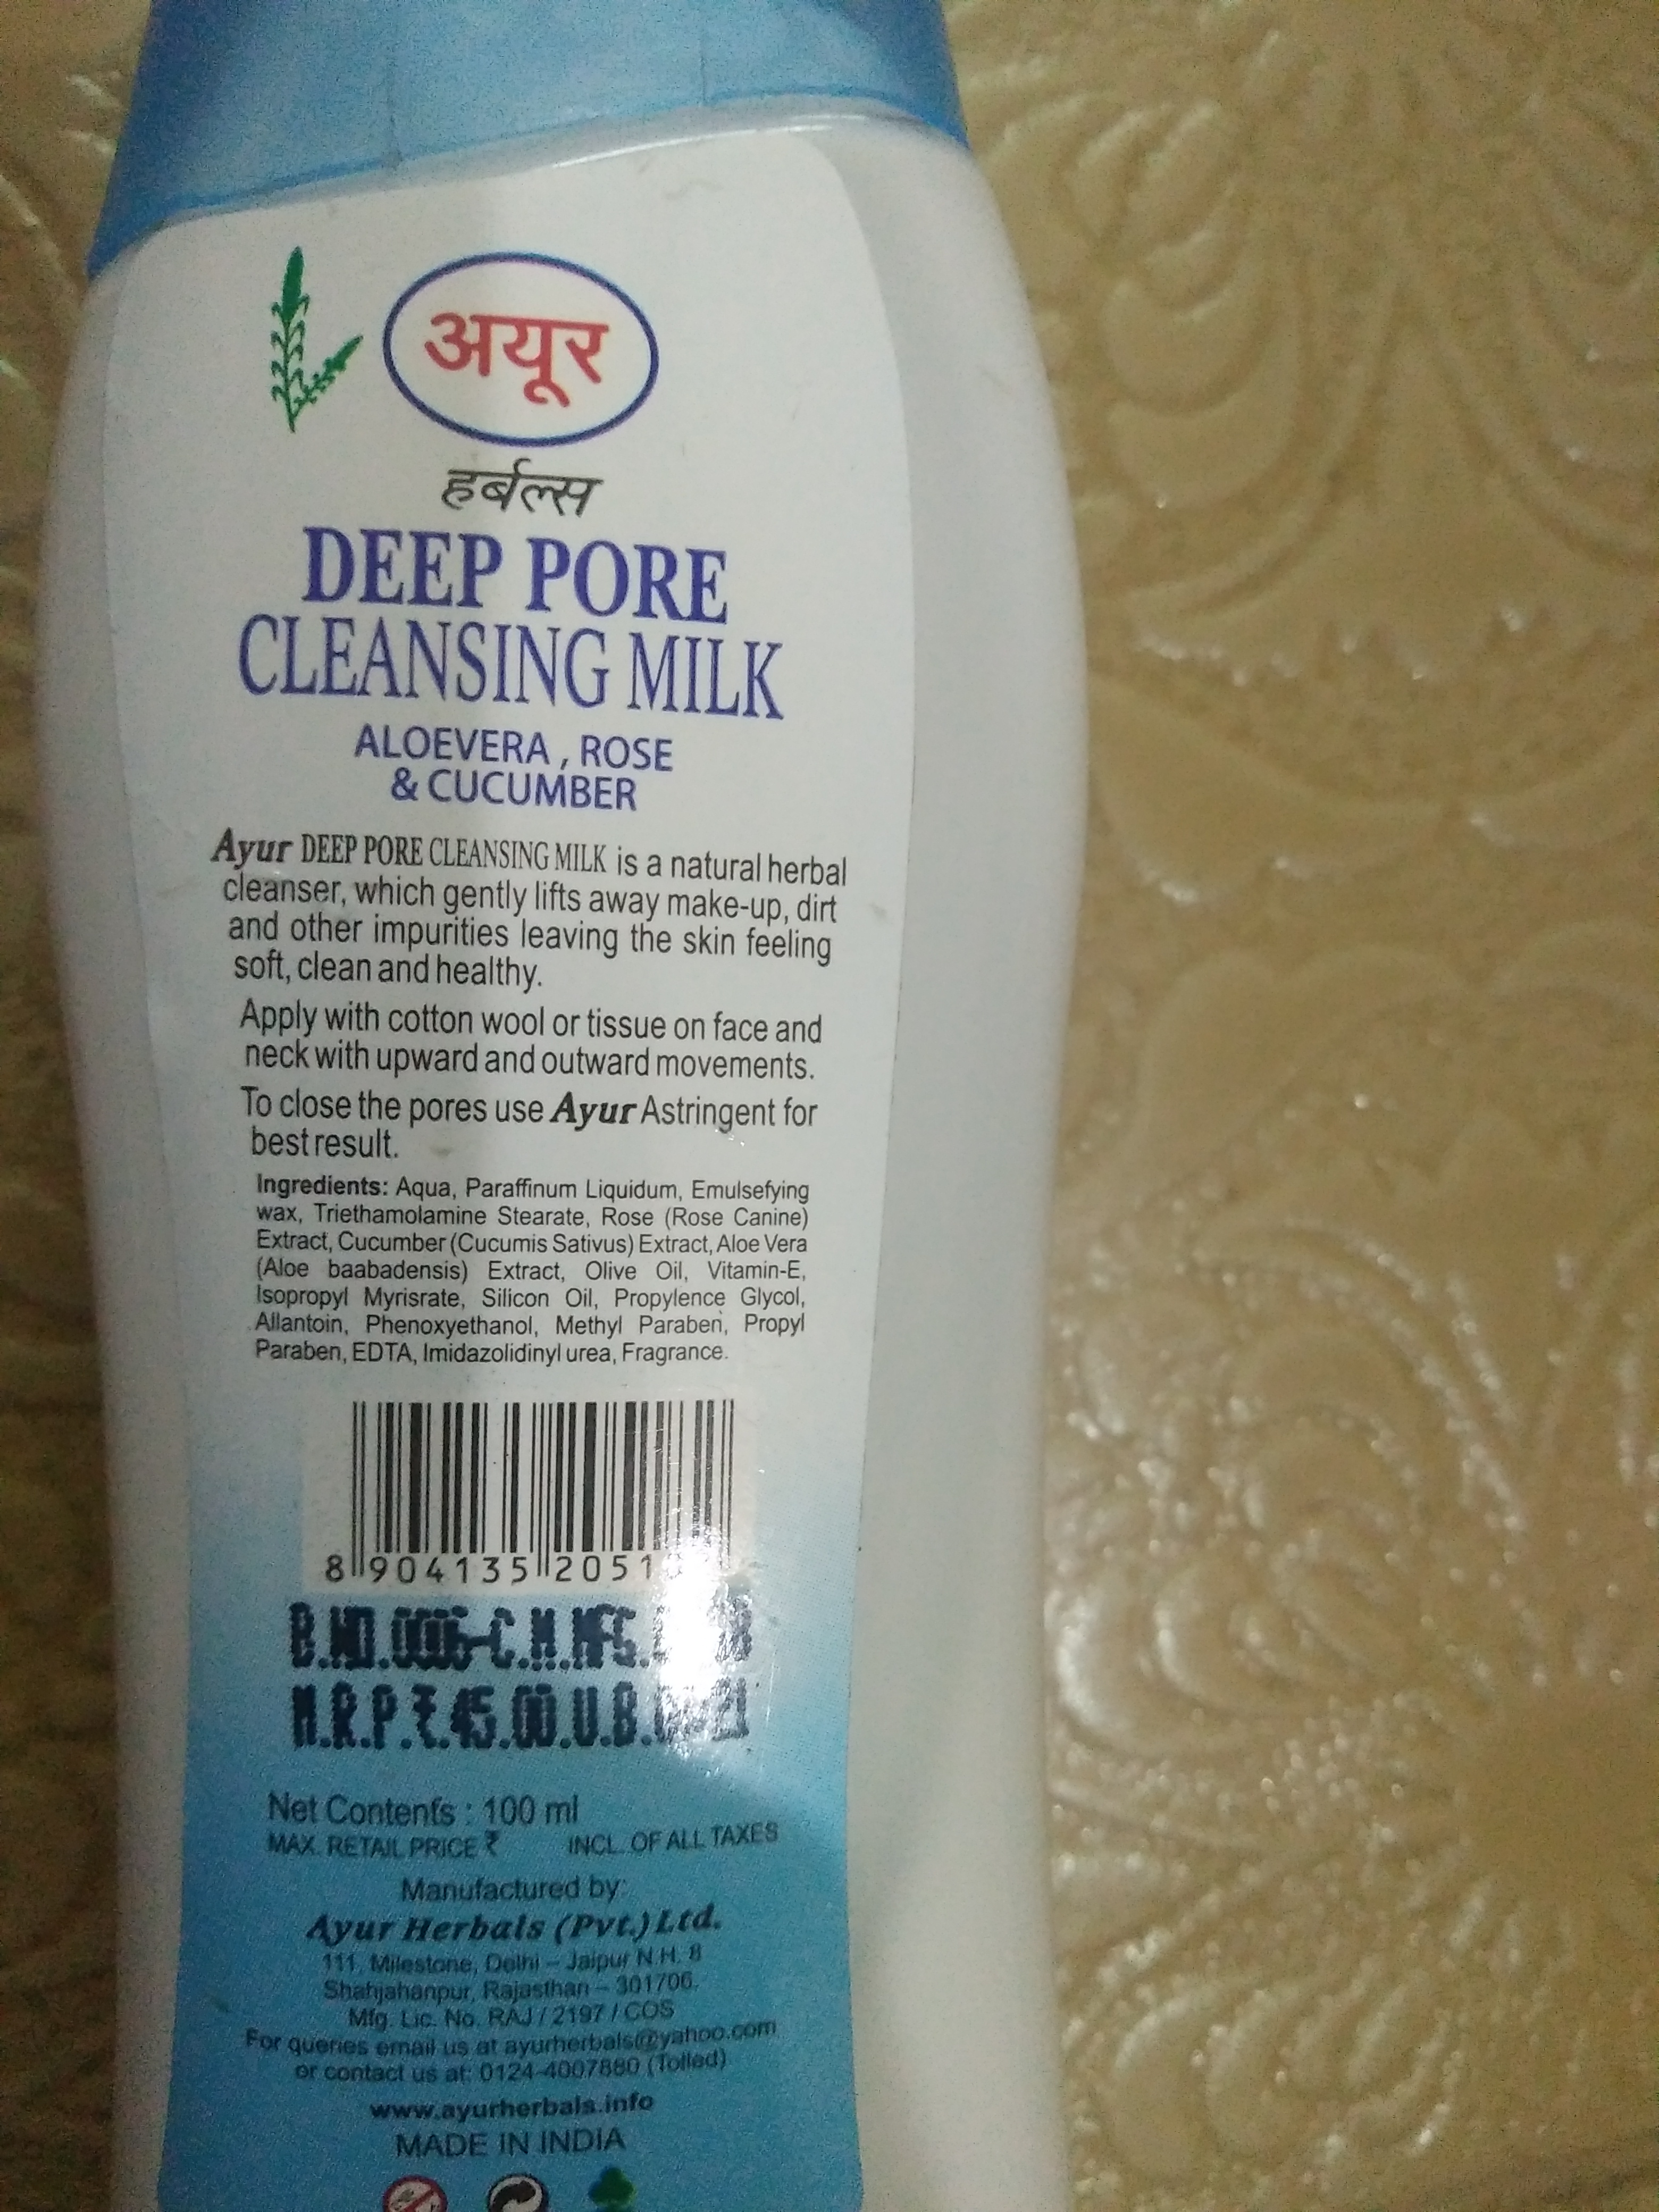 अयूर
हर्बल्स
DEEP PORE
CLEANSING MILK
ALOEVERA , ROSE
& CUCUMBER
Ayur DEEP PORE CLEANSING MILK is a natural herbal
cleanser, which gently lifts away make-up, dirt
and other impurities leaving the skin feeling
soft, clean and healthy.
Apply with cotton wool or tissue on face and
neck with upward and outward movements.
To close the pores use Ayur Astringent for
best result.
Ingredients: Aqua, Paraffinum Liquidum, Emulsefying
wax, Triethamolamine Stearate, Rose (Rose Canine)
Extract, Cucumber (Cucumis Sativus) Extract, Aloe Vera
(Aloe baabadensis) Extract, Olive Oil, Vitamin-E,
Isopropyl Myrisrate, Silicon Oil, Propylence Glycol,
Allantoin, Phenoxyethanol, Methyl Paraben, Propyl
Paraben, EDTA, Imidazolidinyl urea, Fragrance.
8 904135 2051
B.NO.0006-C.M.MFG.
M.R.P.₹.45.00.U.B.
Net Contents : 100 ml
MAX. RETAIL PRICE ₹ INCL. OF ALL TAXES
Manufactured by:
Ayur Herbals (Pvt.) Ltd.
111, Milestone, Delhi – Jaipur N.H. 8
Shahjahanpur, Rajasthan – 301706.
Mfg. Lic. No. RAJ / 2197 / COS
For queries email us at ayurherbals@yahoo.com
or contact us at: 0124-4007880 (Tolled)
www.ayurherbals.info
MADE IN INDIA